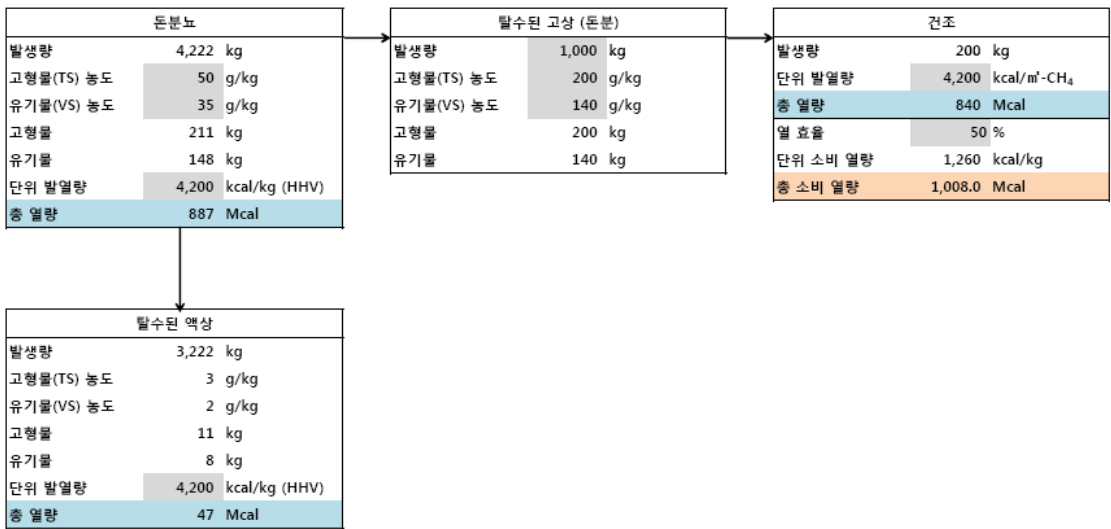 돈분뇨
발생량 4,222 kg
고형물(TS) 농도 50 g/kg
유기물(VS) 농도 35 g/kg
고형물 211 kg
유기물 148 kg
단위 발열량 4,200 kcal/kg (HHV)
총 열량 887 Mcal
탈수된 고상 (돈분)
발생량 1,000 kg
고형물(TS) 농도 200 g/kg
유기물(VS) 농도 140 g/kg
고형물 200 kg
유기물 140 kg
건조
발생량 200 kg
단위 발열량 4,200 kcal/㎥-CH₄
총 열량 840 Mcal
열 효율 50 %
단위 소비 열량 1,260 kcal/kg
총 소비 열량 1,008.0 Mcal
탈수된 액상
발생량 3,222 kg
고형물(TS) 농도 3 g/kg
유기물(VS) 농도 2 g/kg
고형물 11 kg
유기물 8 kg
단위 발열량 4,200 kcal/kg (HHV)
총 열량 47 Mcal